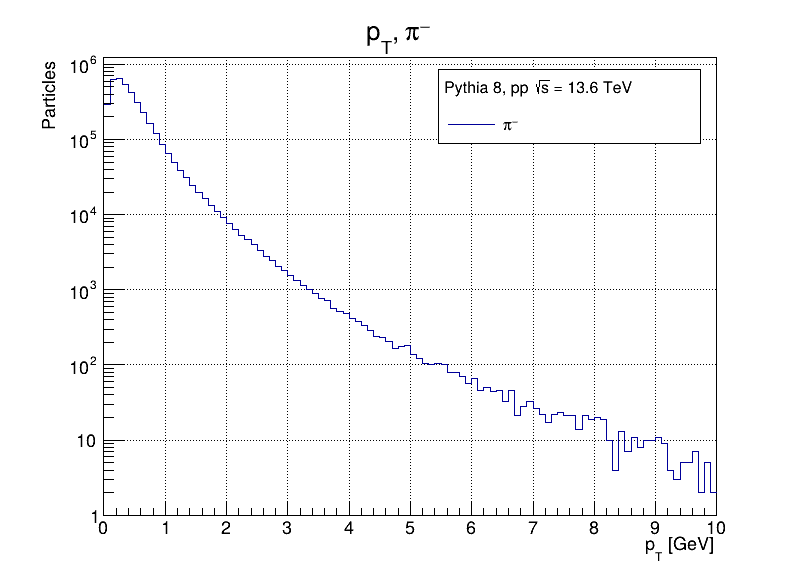 p_T, π⁻
Particles
Pythia 8, pp √s = 13.6 TeV
π⁻
10⁶
10⁵
10⁴
10³
10²
10
1
0 1 2 3 4 5 6 7 8 9 10
p_T [GeV]